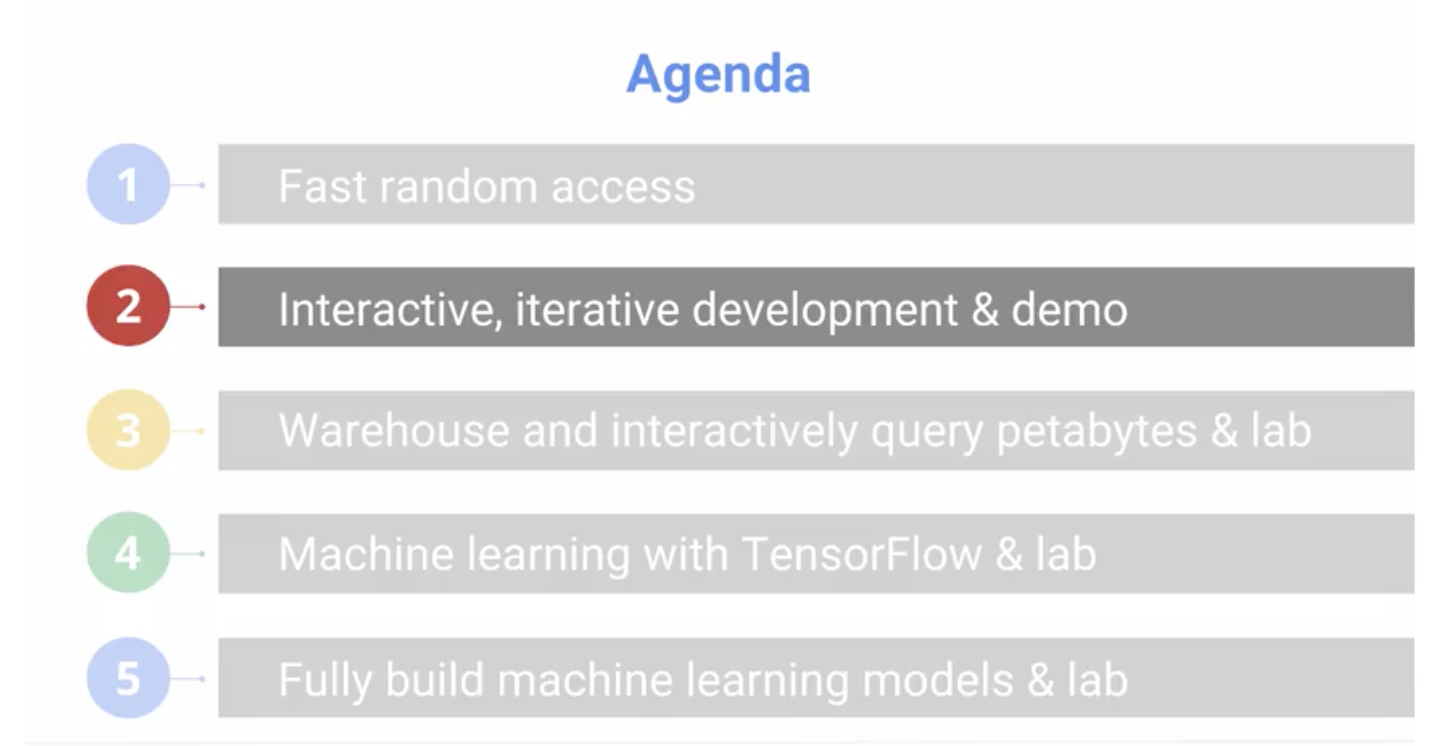 Agenda
1 Fast random access
2 Interactive, iterative development & demo
3 Warehouse and interactively query petabytes & lab
4 Machine learning with TensorFlow & lab
5 Fully build machine learning models & lab